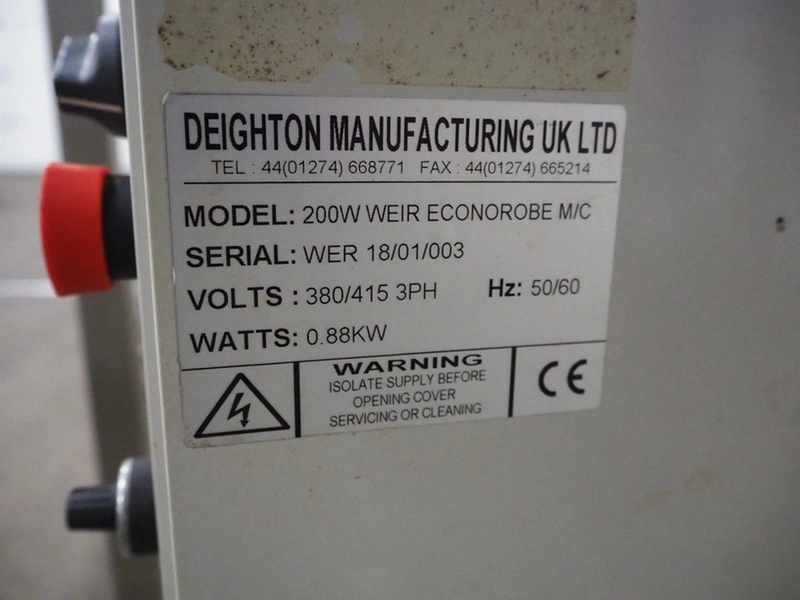 DEIGHTON MANUFACTURING UK LTD
TEL : 44(01274) 668771 FAX : 44(01274) 665214
MODEL: 200W WEIR ECONOROBE M/C
SERIAL: WER 18/01/003
VOLTS : 380/415 3PH Hz: 50/60
WATTS: 0.88KW
WARNING
ISOLATE SUPPLY BEFORE
OPENING COVER
SERVICING OR CLEANING
CE